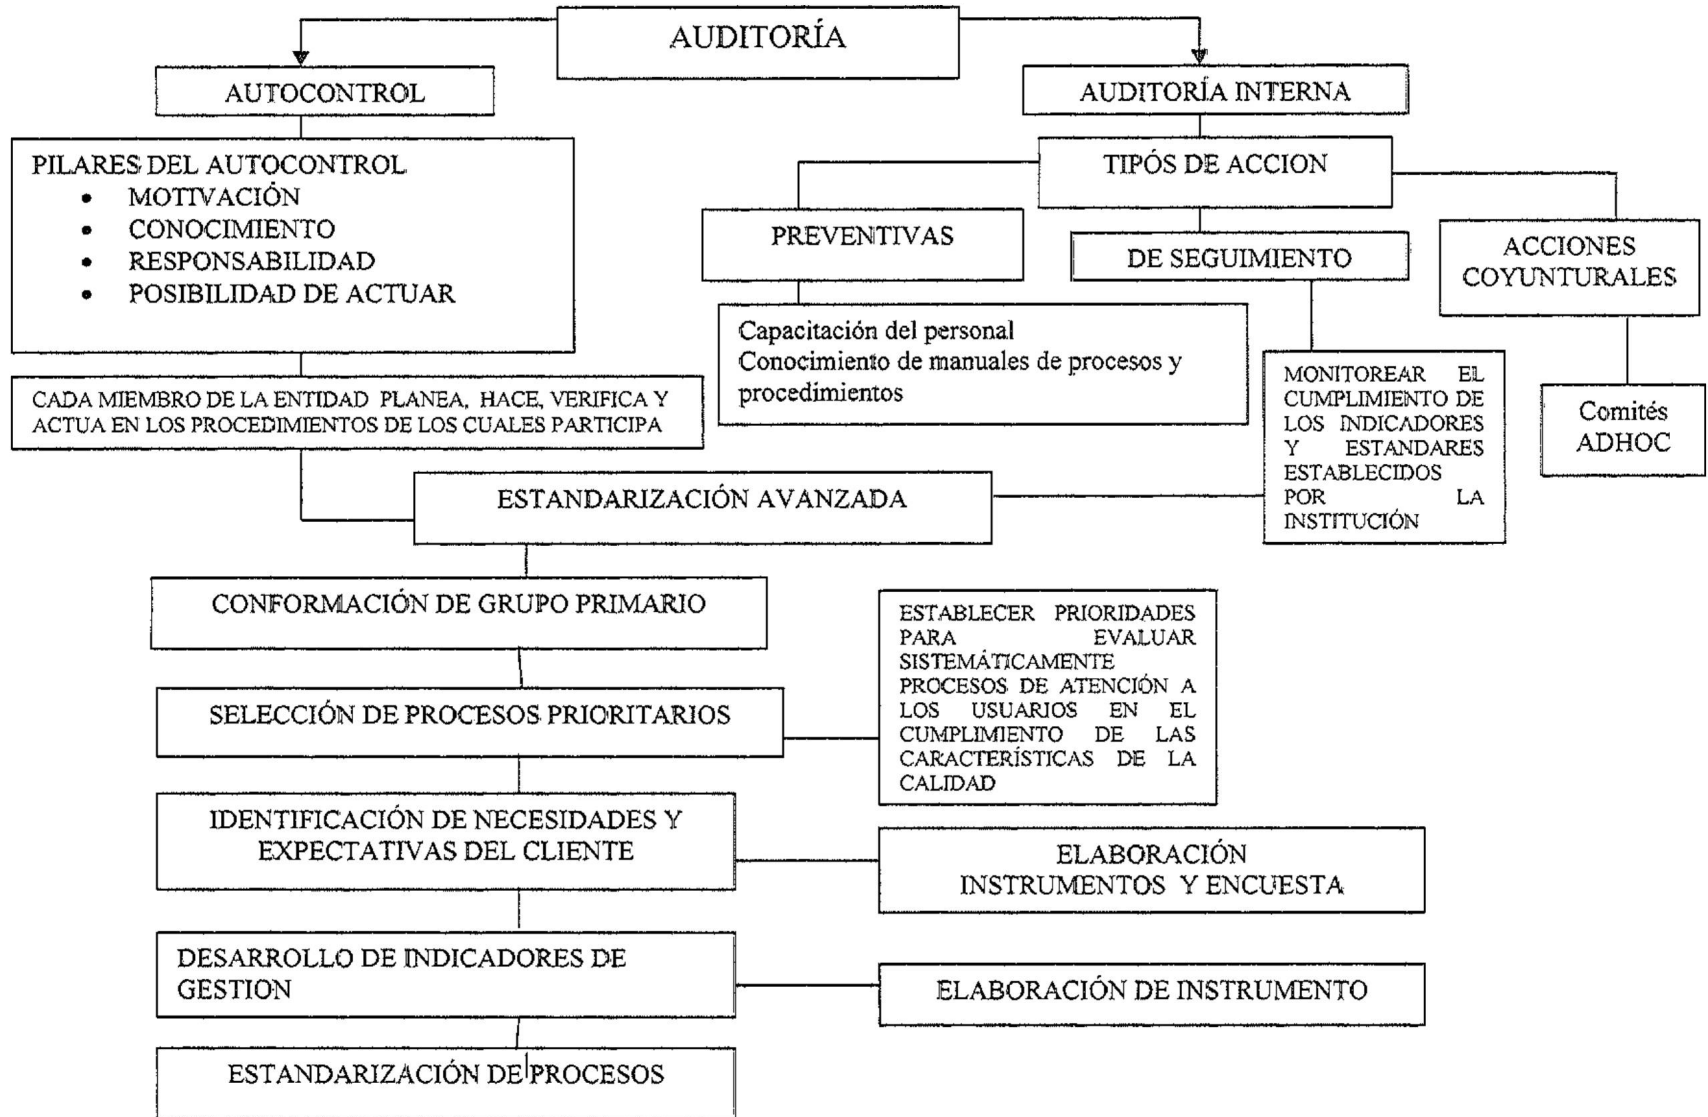 AUDITORÍA
AUTOCONTROL
AUDITORÍA INTERNA
PILARES DEL AUTOCONTROL
• MOTIVACIÓN
• CONOCIMIENTO
• RESPONSABILIDAD
• POSIBILIDAD DE ACTUAR
TIPÓS DE ACCION
PREVENTIVAS
DE SEGUIMIENTO
ACCIONES
COYUNTURALES
Capacitación del personal
Conocimiento de manuales de procesos y
procedimientos
MONITOREAR EL
CUMPLIMIENTO DE
LOS INDICADORES
Y ESTANDARES
ESTABLECIDOS
POR LA
INSTITUCIÓN
Comités
ADHOC
CADA MIEMBRO DE LA ENTIDAD PLANEA, HACE, VERIFICA Y
ACTUA EN LOS PROCEDIMIENTOS DE LOS CUALES PARTICIPA
ESTANDARIZACIÓN AVANZADA
CONFORMACIÓN DE GRUPO PRIMARIO
SELECCIÓN DE PROCESOS PRIORITARIOS
ESTABLECER PRIORIDADES
PARA EVALUAR
SISTEMÁTICAMENTE
PROCESOS DE ATENCIÓN A
LOS USUARIOS EN EL
CUMPLIMIENTO DE LAS
CARACTERÍSTICAS DE LA
CALIDAD
IDENTIFICACIÓN DE NECESIDADES Y
EXPECTATIVAS DEL CLIENTE
ELABORACIÓN
INSTRUMENTOS Y ENCUESTA
DESARROLLO DE INDICADORES DE
GESTION
ELABORACIÓN DE INSTRUMENTO
ESTANDARIZACIÓN DE PROCESOS